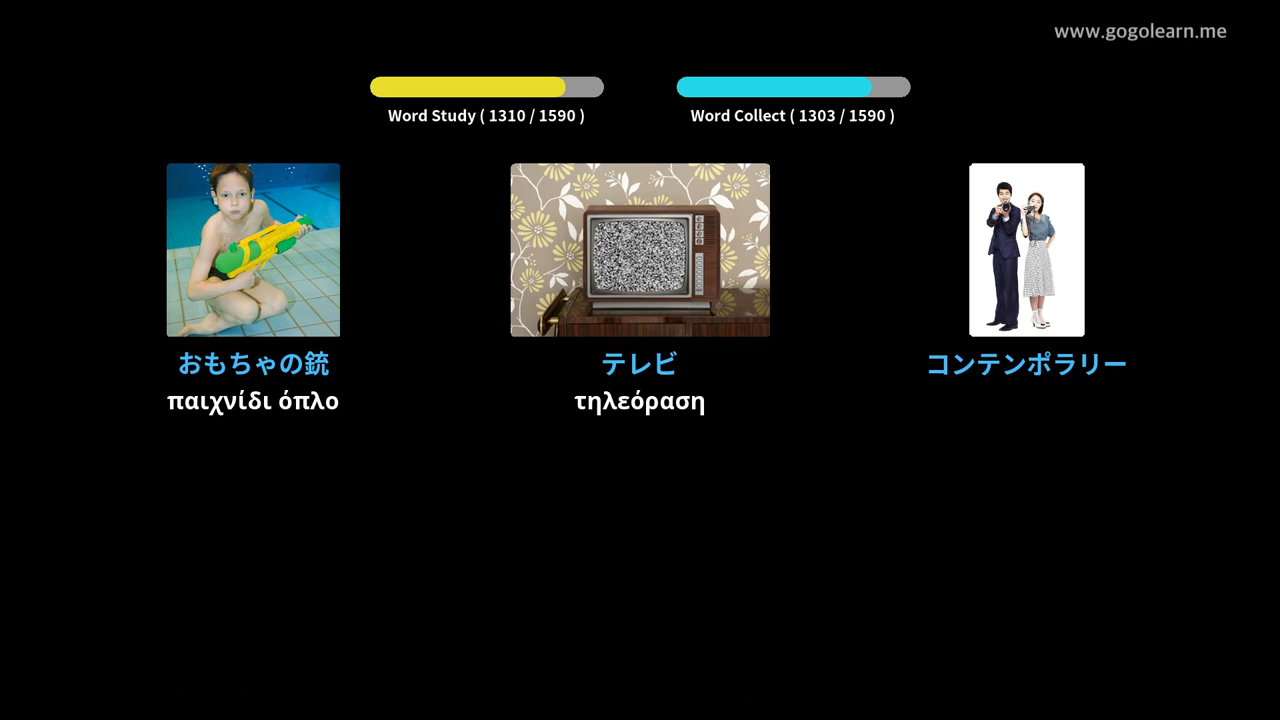 www.gogolearn.me
Word Study ( 1310 / 1590 )
Word Collect ( 1303 / 1590 )
おもちゃの銃
テレビ
コンテンポラリー
παιχνίδι όπλο
τηλεόραση